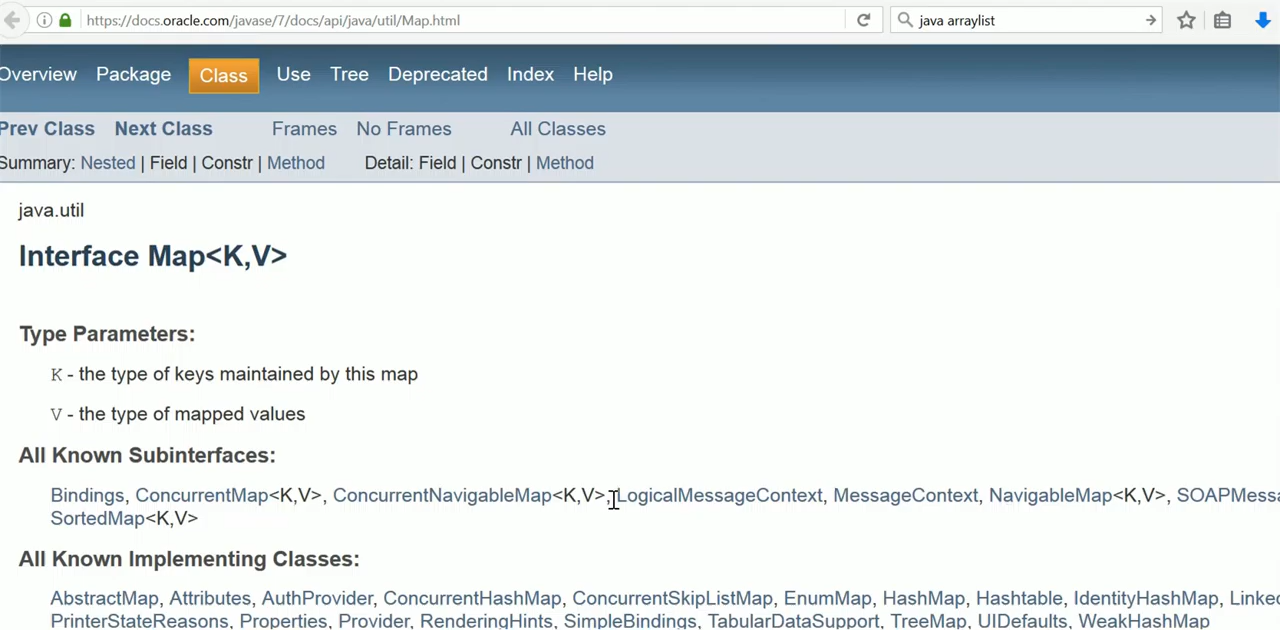 https://docs.oracle.com/javase/7/docs/api/java/util/Map.html java arraylist
Overview Package Class Use Tree Deprecated Index Help
Prev Class Next Class Frames No Frames All Classes
Summary: Nested | Field | Constr | Method Detail: Field | Constr | Method
java.util
Interface Map<K,V>
Type Parameters:
K - the type of keys maintained by this map
V - the type of mapped values
All Known Subinterfaces:
Bindings, ConcurrentMap<K,V>, ConcurrentNavigableMap<K,V>, LogicalMessageContext, MessageContext, NavigableMap<K,V>, SOAPMessa
SortedMap<K,V>
All Known Implementing Classes:
AbstractMap, Attributes, AuthProvider, ConcurrentHashMap, ConcurrentSkipListMap, EnumMap, HashMap, Hashtable, IdentityHashMap, Linked
PrinterStateReasons, Properties, Provider, RenderingHints, SimpleBindings, TabularDataSupport, TreeMap, UIDefaults, WeakHashMap